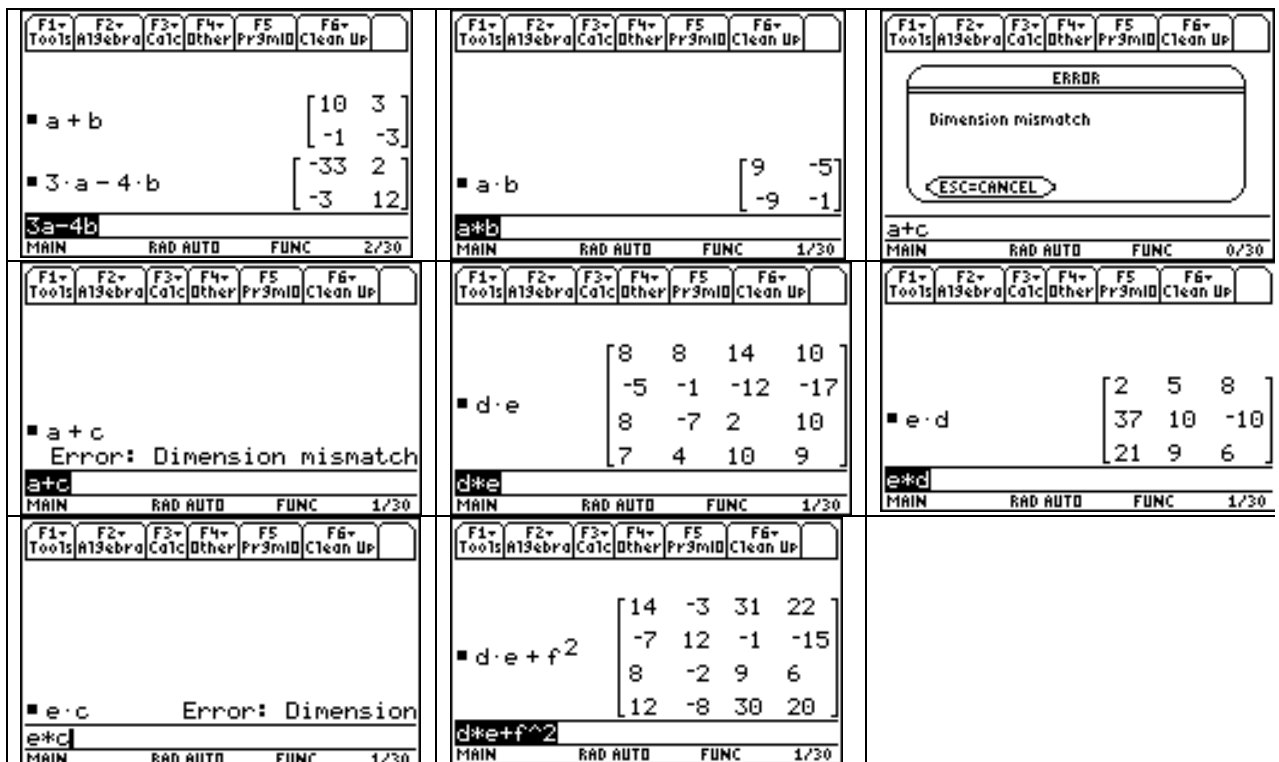 F1 F2 F3 F4 F5 F6
Tools Algebra Calc Other PrgmIO Clean Up
a + b [10 3
-1 -3]
3·a - 4·b [-33 2
-3 12]
3a-4b
MAIN RAD AUTO FUNC 2/30
F1 F2 F3 F4 F5 F6
Tools Algebra Calc Other PrgmIO Clean Up
a·b [9 -5
-9 -1]
a*b
MAIN RAD AUTO FUNC 1/30
F1 F2 F3 F4 F5 F6
Tools Algebra Calc Other PrgmIO Clean Up
ERROR
Dimension mismatch
ESC=CANCEL
a+c
MAIN RAD AUTO FUNC 0/30
F1 F2 F3 F4 F5 F6
Tools Algebra Calc Other PrgmIO Clean Up
a + c
Error: Dimension mismatch
a+c
MAIN RAD AUTO FUNC 1/30
F1 F2 F3 F4 F5 F6
Tools Algebra Calc Other PrgmIO Clean Up
[8 8 14 10
-5 -1 -12 -17
d·e
8 -7 2 10
7 4 10 9]
d*e
MAIN RAD AUTO FUNC 1/30
F1 F2 F3 F4 F5 F6
Tools Algebra Calc Other PrgmIO Clean Up
[2 5 8
e·d 37 10 -10
21 9 6]
e*d
MAIN RAD AUTO FUNC 1/30
F1 F2 F3 F4 F5 F6
Tools Algebra Calc Other PrgmIO Clean Up
e·c Error: Dimension
e*c
MAIN RAD AUTO FUNC 1/30
F1 F2 F3 F4 F5 F6
Tools Algebra Calc Other PrgmIO Clean Up
[14 -3 31 22
-7 12 -1 -15
d·e + f²
8 -2 9 6
12 -8 30 20]
d*e+f^2
MAIN RAD AUTO FUNC 1/30